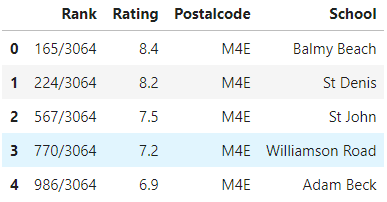 Rank Rating Postalcode School
0 165/3064 8.4 M4E Balmy Beach
1 224/3064 8.2 M4E St Denis
2 567/3064 7.5 M4E St John
3 770/3064 7.2 M4E Williamson Road
4 986/3064 6.9 M4E Adam Beck